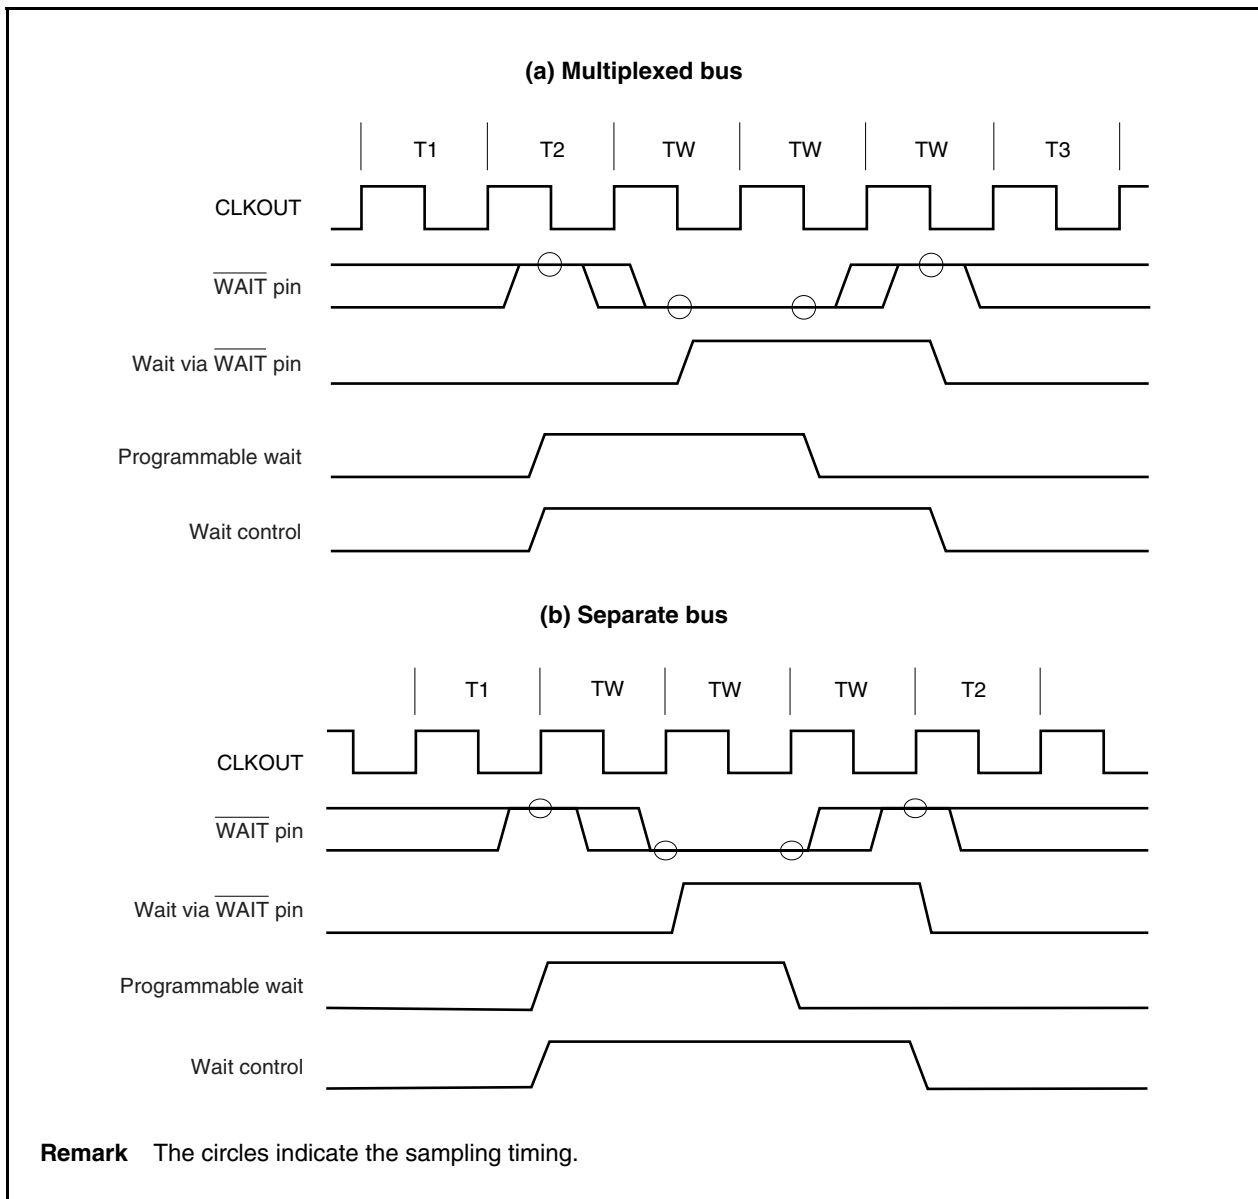 (a) Multiplexed bus
T1 T2 TW TW TW T3
CLKOUT
WAIT pin
Wait via WAIT pin
Programmable wait
Wait control
(b) Separate bus
T1 TW TW TW T2
CLKOUT
WAIT pin
Wait via WAIT pin
Programmable wait
Wait control
Remark The circles indicate the sampling timing.